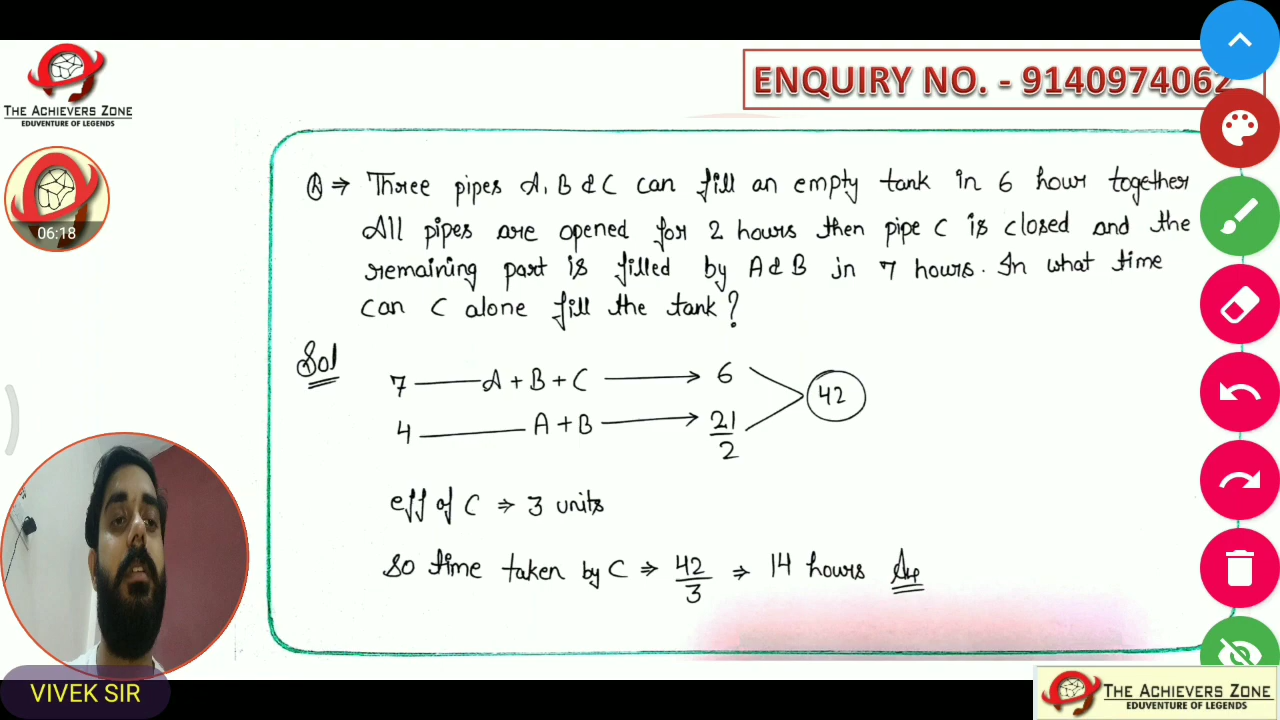 THE ACHIEVERS ZONE
EDUVENTURE OF LEGENDS
ENQUIRY NO. - 9140974062
06:18
Q ⇒ Three pipes A, B & C can fill an empty tank in 6 hour together
All pipes are opened for 2 hours then pipe C is closed and the
remaining part is filled by A & B in 7 hours. In what time
can C alone fill the tank?
Sol
7 — A + B + C → 6
42
4 — A + B → 21/2
eff of C ⇒ 3 units
So time taken by C ⇒ 42/3 ⇒ 14 hours Ans
VIVEK SIR
THE ACHIEVERS ZONE
EDUVENTURE OF LEGENDS